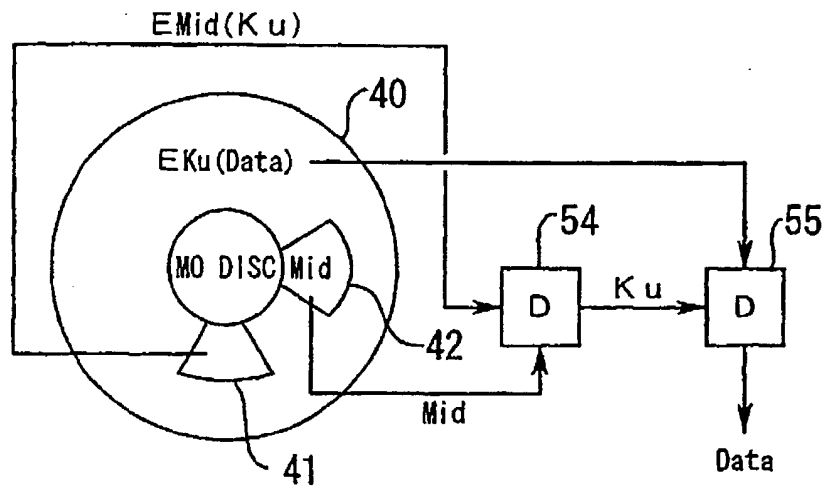 EMid(Ku)
40
EKu(Data)
54
55
MO DISC
Mid
D
Ku
D
42
Mid
41
Data